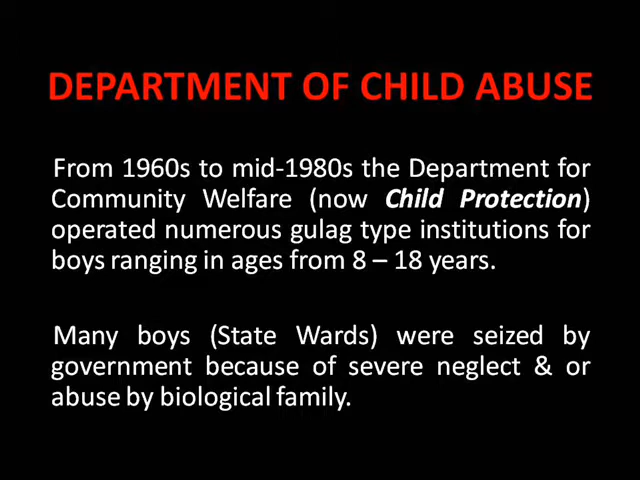 DEPARTMENT OF CHILD ABUSE
From 1960s to mid-1980s the Department for
Community Welfare (now Child Protection)
operated numerous gulag type institutions for
boys ranging in ages from 8 – 18 years.
Many boys (State Wards) were seized by
government because of severe neglect & or
abuse by biological family.